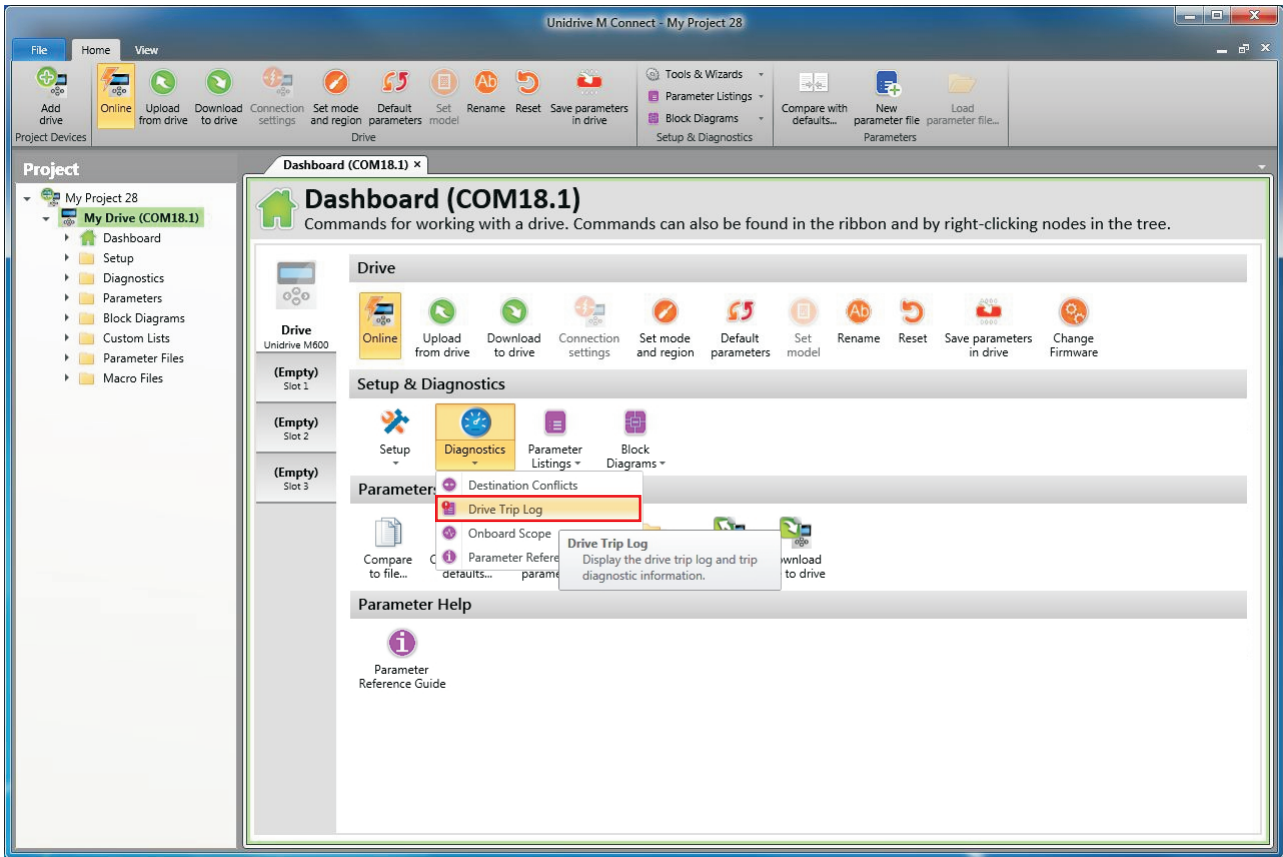 Unidrive M Connect - My Project 28
File Home View
Add drive
Online
Upload from drive
Download to drive
Connection settings
Set mode and region
Default parameters
Set model
Rename
Reset
Save parameters in drive
Tools & Wizards
Parameter Listings
Block Diagrams
Compare with defaults...
New parameter file
Load parameter file...
Project Devices
Drive
Setup & Diagnostics
Parameters
Project
My Project 28
My Drive (COM18.1)
Dashboard
Setup
Diagnostics
Parameters
Block Diagrams
Custom Lists
Parameter Files
Macro Files
Dashboard (COM18.1) ×
Dashboard (COM18.1)
Commands for working with a drive. Commands can also be found in the ribbon and by right-clicking nodes in the tree.
Drive
Unidrive M600
(Empty)
Slot 1
(Empty)
Slot 2
(Empty)
Slot 3
Drive
Online
Upload from drive
Download to drive
Connection settings
Set mode and region
Default parameters
Set model
Rename
Reset
Save parameters in drive
Change Firmware
Setup & Diagnostics
Setup
Diagnostics
Parameter Listings
Block Diagrams
Destination Conflicts
Drive Trip Log
Onboard Scope
Drive Trip Log
Display the drive trip log and trip
diagnostic information.
Compare to file...
defaults...
to drive
Parameter Help
Parameter
Reference Guide